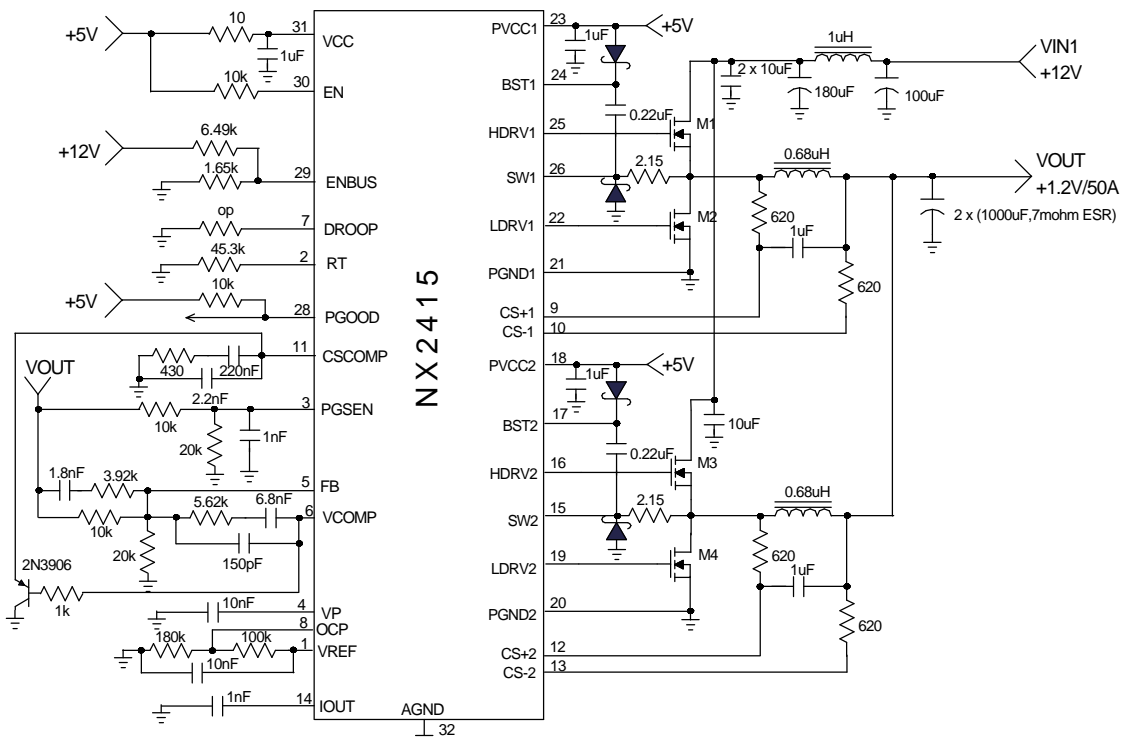 +5V
10
31
VCC
1uF
10k
30
EN
+12V
6.49k
1.65k
29
ENBUS
op
7
DROOP
45.3k
2
RT
+5V
10k
28
PGOOD
11
CSCOMP
430
220nF
2.2nF
VOUT
3
PGSEN
10k
20k
1nF
1.8nF
3.92k
5
FB
5.62k
6.8nF
6
VCOMP
10k
20k
150pF
2N3906
1k
10nF
4
VP
8
OCP
180k
100k
1
VREF
10nF
1nF
14
IOUT
AGND
32
NX2415
PVCC1
23
+5V
1uF
BST1
24
0.22uF
HDRV1
25
M1
SW1
26
2.15
LDRV1
22
M2
PGND1
21
CS+1
9
CS-1
10
2 x 10uF
1uH
180uF
100uF
VIN1
+12V
0.68uH
VOUT
+1.2V/50A
620
1uF
620
2 x (1000uF,7mohm ESR)
PVCC2
18
+5V
1uF
BST2
17
0.22uF
10uF
HDRV2
16
M3
SW2
15
2.15
0.68uH
LDRV2
19
M4
620
1uF
PGND2
20
620
CS+2
12
CS-2
13